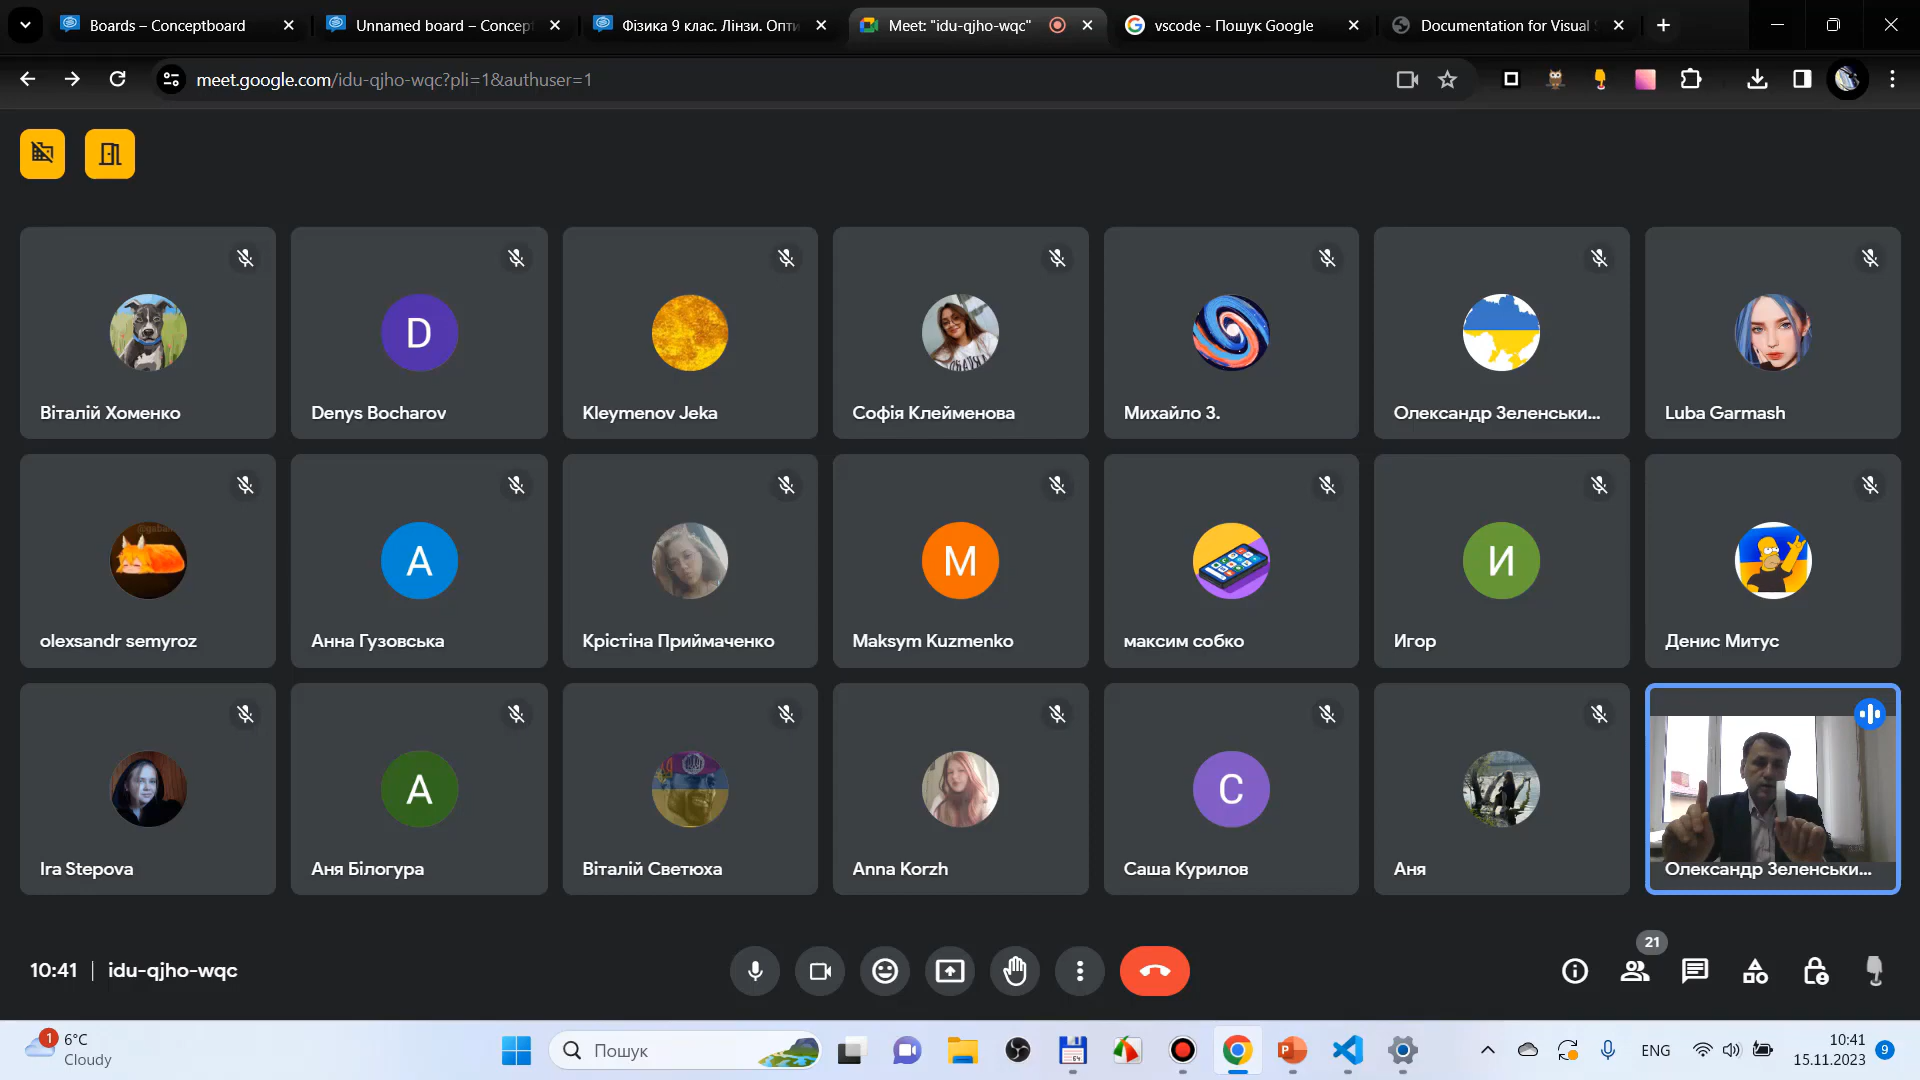 Boards – Conceptboard
Unnamed board – Concept
Фізика 9 клас. Лінзи. Опти
Meet: "idu-qjho-wqc"
vscode - Пошук Google
Documentation for Visual S
meet.google.com/idu-qjho-wqc?pli=1&authuser=1
Віталій Хоменко
D
Denys Bocharov
Kleymenov Jeka
Софія Клейменова
Михайло З.
Олександр Зеленськи...
Luba Garmash
olexsandr semyroz
А
Анна Гузовська
Крістіна Приймаченко
M
Maksym Kuzmenko
максим собко
И
Игор
Денис Митус
Ira Stepova
А
Аня Білогура
Віталій Светюха
Anna Korzh
С
Саша Курилов
Аня
Олександр Зеленськи...
10:41 | idu-qjho-wqc
21
1
6°C
Cloudy
Пошук
64
ENG
10:41
15.11.2023
9